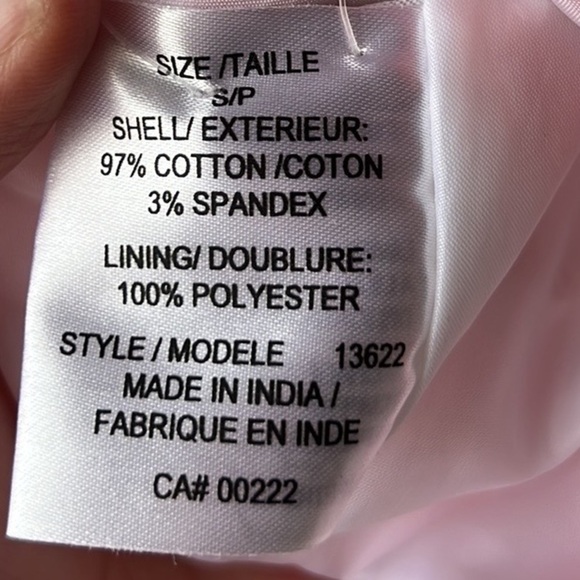 SIZE /TAILLE
S/P
SHELL/ EXTERIEUR:
97% COTTON /COTON
3% SPANDEX
LINING/ DOUBLURE:
100% POLYESTER
STYLE / MODELE 13622
MADE IN INDIA /
FABRIQUE EN INDE
CA# 00222